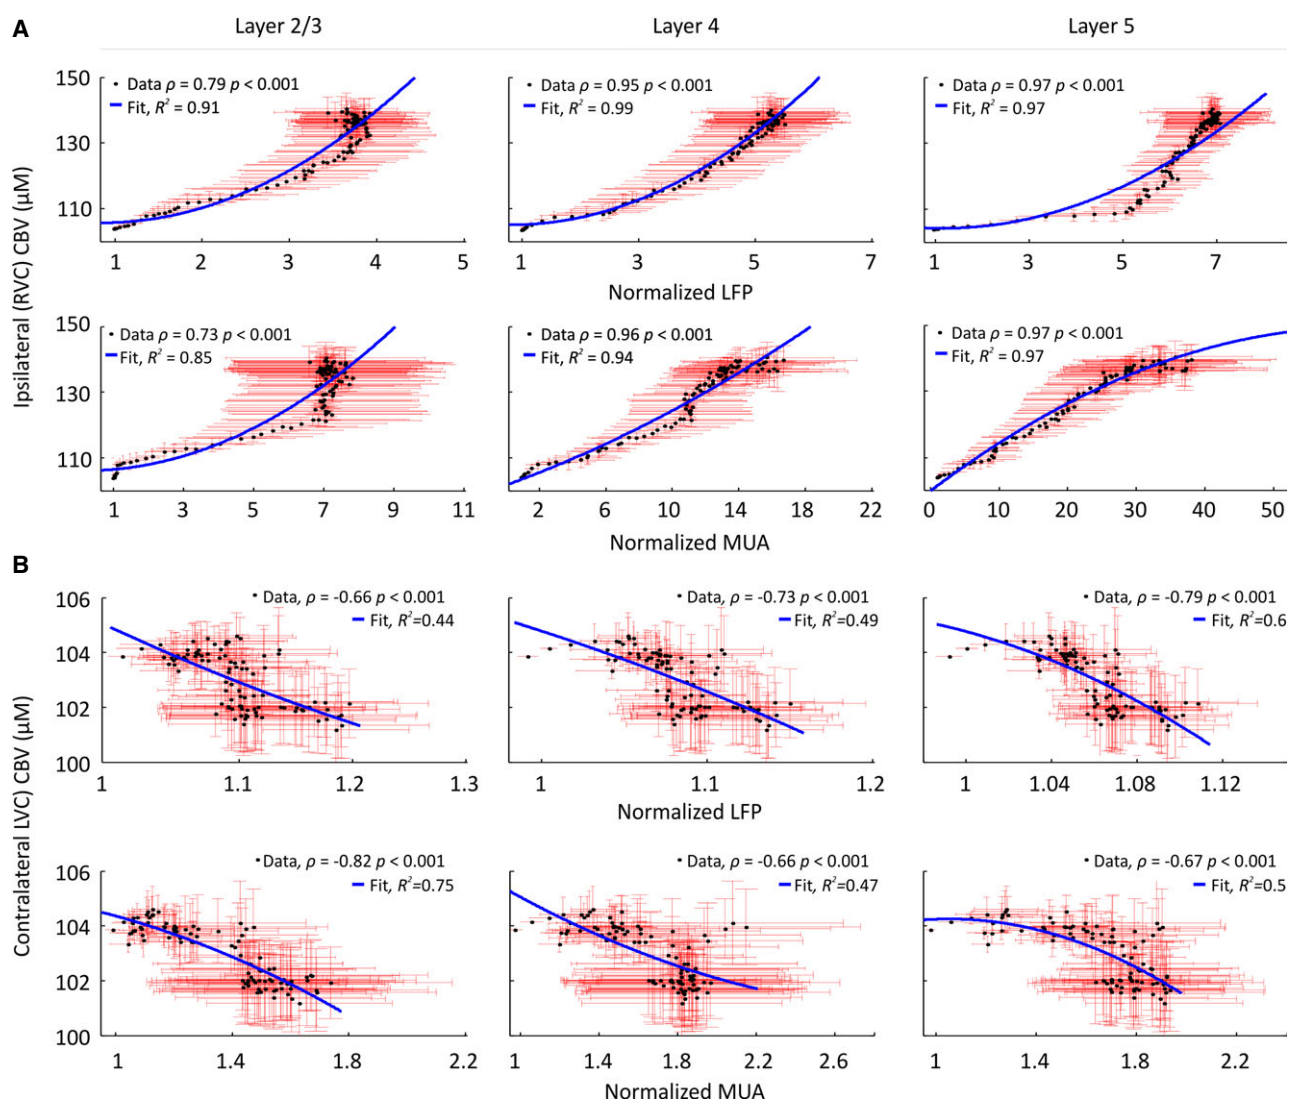 A
Layer 2/3 Layer 4 Layer 5
Ipsilateral (RVC) CBV (µM)
150
130
110
Data ρ = 0.79 p < 0.001
Fit, R² = 0.91
1 2 3 4 5
Data ρ = 0.95 p < 0.001
Fit, R² = 0.99
1 3 5 7
Data ρ = 0.97 p < 0.001
Fit, R² = 0.97
1 3 5 7
Normalized LFP
150
130
110
Data ρ = 0.73 p < 0.001
Fit, R² = 0.85
1 3 5 7 9 11
Data ρ = 0.96 p < 0.001
Fit, R² = 0.94
2 6 10 14 18 22
Data ρ = 0.97 p < 0.001
Fit, R² = 0.97
0 10 20 30 40 50
Normalized MUA
B
Contralateral LVC) CBV (µM)
106
104
102
100
Data, ρ = -0.66 p < 0.001
Fit, R²=0.44
1 1.1 1.2 1.3
Data, ρ = -0.73 p < 0.001
Fit, R²=0.49
1 1.1 1.2
Data, ρ = -0.79 p < 0.001
Fit, R²=0.6
1 1.04 1.08 1.12
Normalized LFP
106
104
102
100
Data, ρ = -0.82 p < 0.001
Fit, R²=0.75
1 1.4 1.8 2.2
Data, ρ = -0.66 p < 0.001
Fit, R²=0.47
1 1.4 1.8 2.2 2.6
Data, ρ = -0.67 p < 0.001
Fit, R²=0.5
1 1.4 1.8 2.2
Normalized MUA